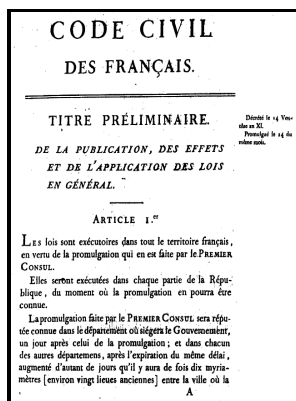 CODE CIVIL
DES FRANÇAIS.
TITRE PRÉLIMINAIRE.
Décrété le 14 Ven-
tôse an XI.
Promulgué le 24 du
même mois.
DE LA PUBLICATION, DES EFFETS
ET DE L'APPLICATION DES LOIS
EN GÉNÉRAL.
ARTICLE 1.er
LES lois sont exécutoires dans tout le territoire français,
en vertu de la promulgation qui en est faite par le PREMIER
CONSUL.
Elles seront exécutées dans chaque partie de la Répu-
blique, du moment où la promulgation en pourra être
connue.
La promulgation faite par le PREMIER CONSUL sera répu-
tée connue dans le département où siégera le Gouvernement,
un jour après celui de la promulgation; et dans chacun
des autres départemens, après l'expiration du même délai,
augmenté d'autant de jours qu'il y aura de fois dix myria-
mètres [environ vingt lieues anciennes] entre la ville où la
A